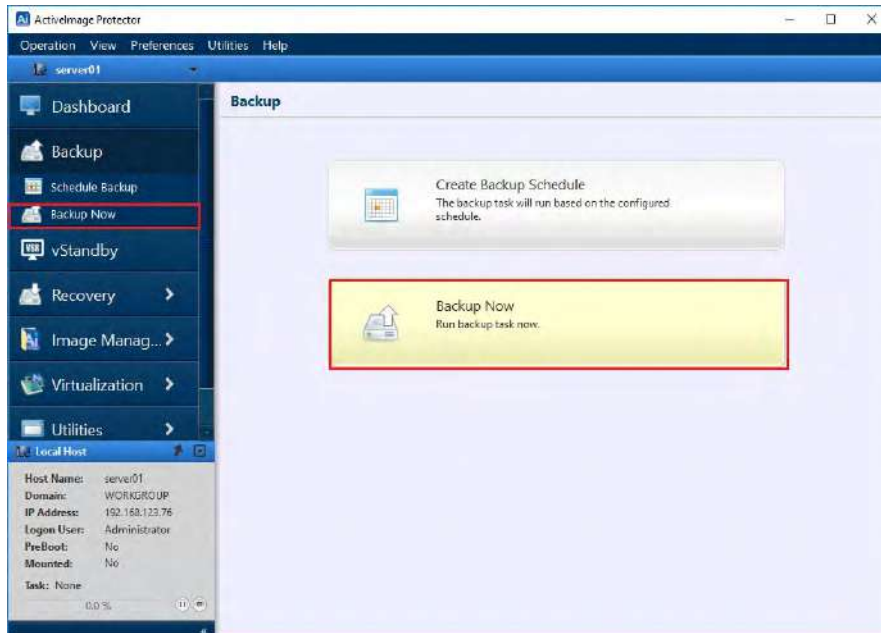 Ai ActiveImage Protector
Operation View Preferences Utilities Help
server01
Dashboard
Backup
Schedule Backup
Backup Now
VSB vStandby
Recovery
Image Manag...
Virtualization
Utilities
Local Host
Host Name: server01
Domain: WORKGROUP
IP Address: 192.168.123.76
Logon User: Administrator
PreBoot: No
Mounted: No
Task: None
0.0 %
Backup
Create Backup Schedule
The backup task will run based on the configured
schedule.
Backup Now
Run backup task now.